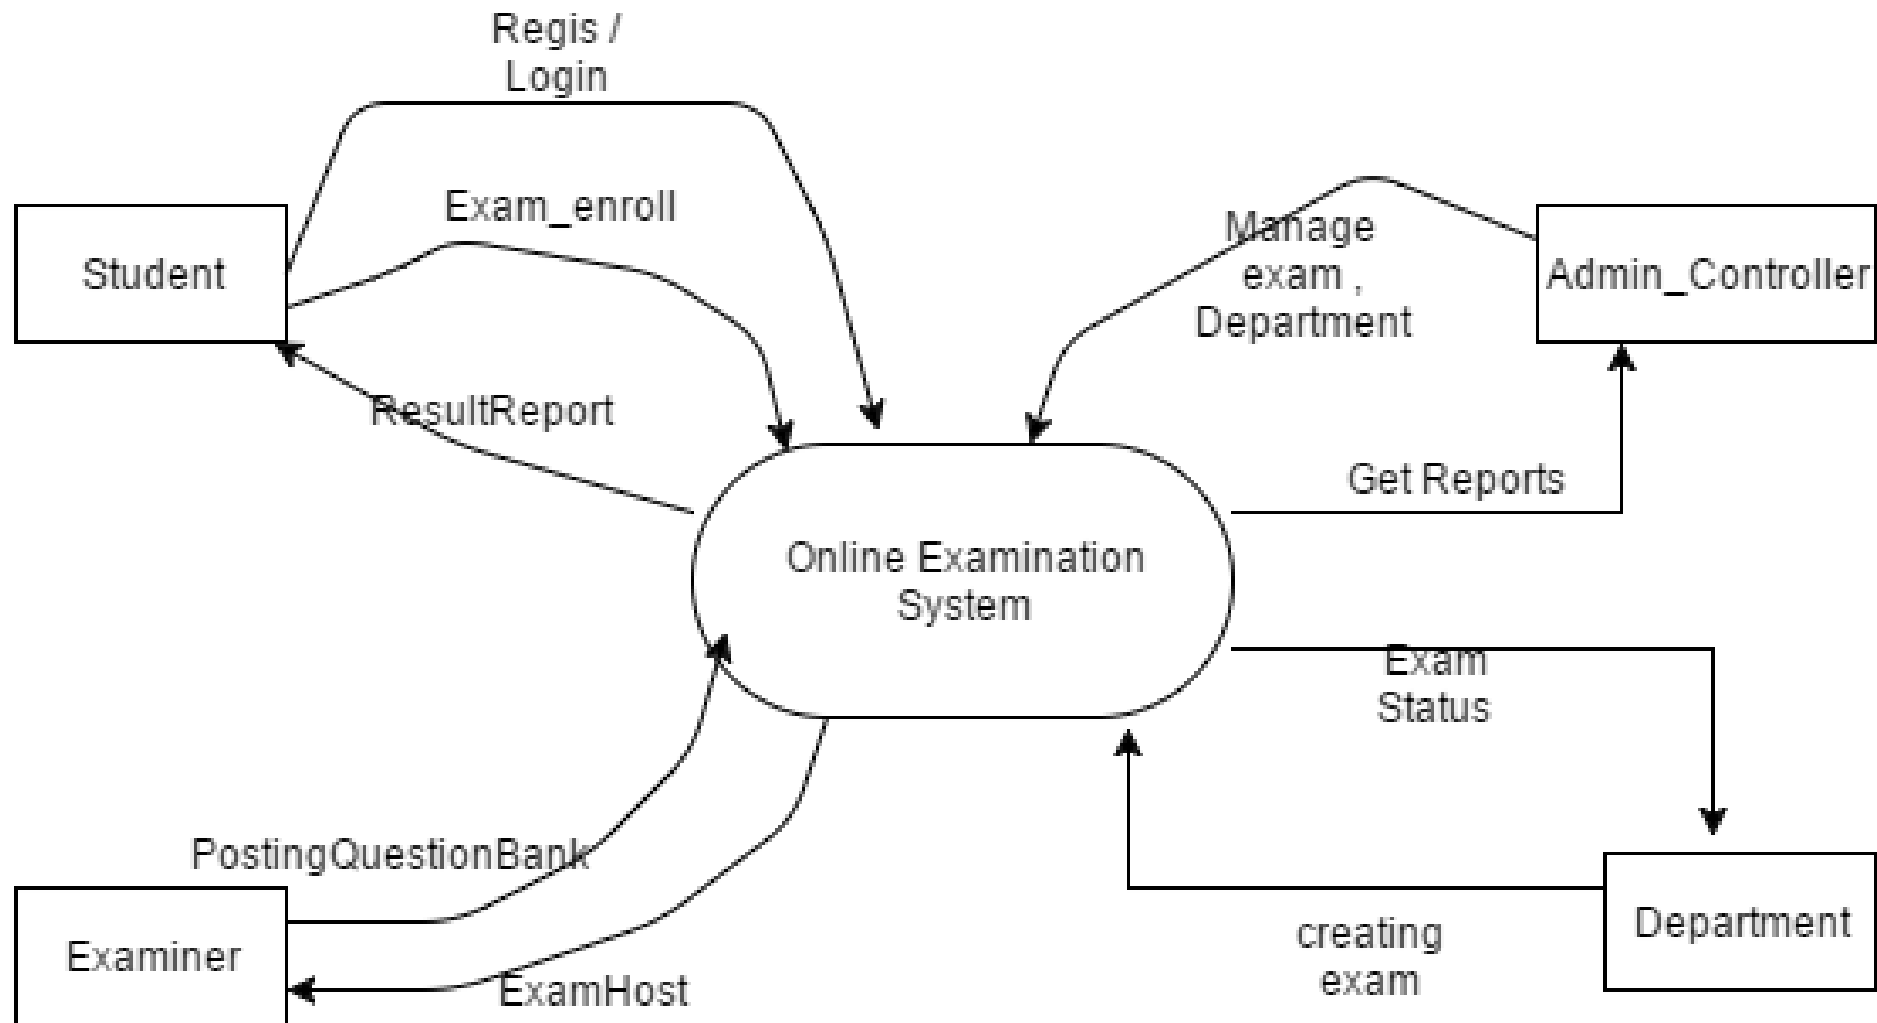 Regis /
Login
Exam_enroll
Student
ResultReport
Manage
exam ,
Department
Admin_Controller
Get Reports
Online Examination
System
Exam
Status
PostingQuestionBank
Examiner
ExamHost
creating
exam
Department